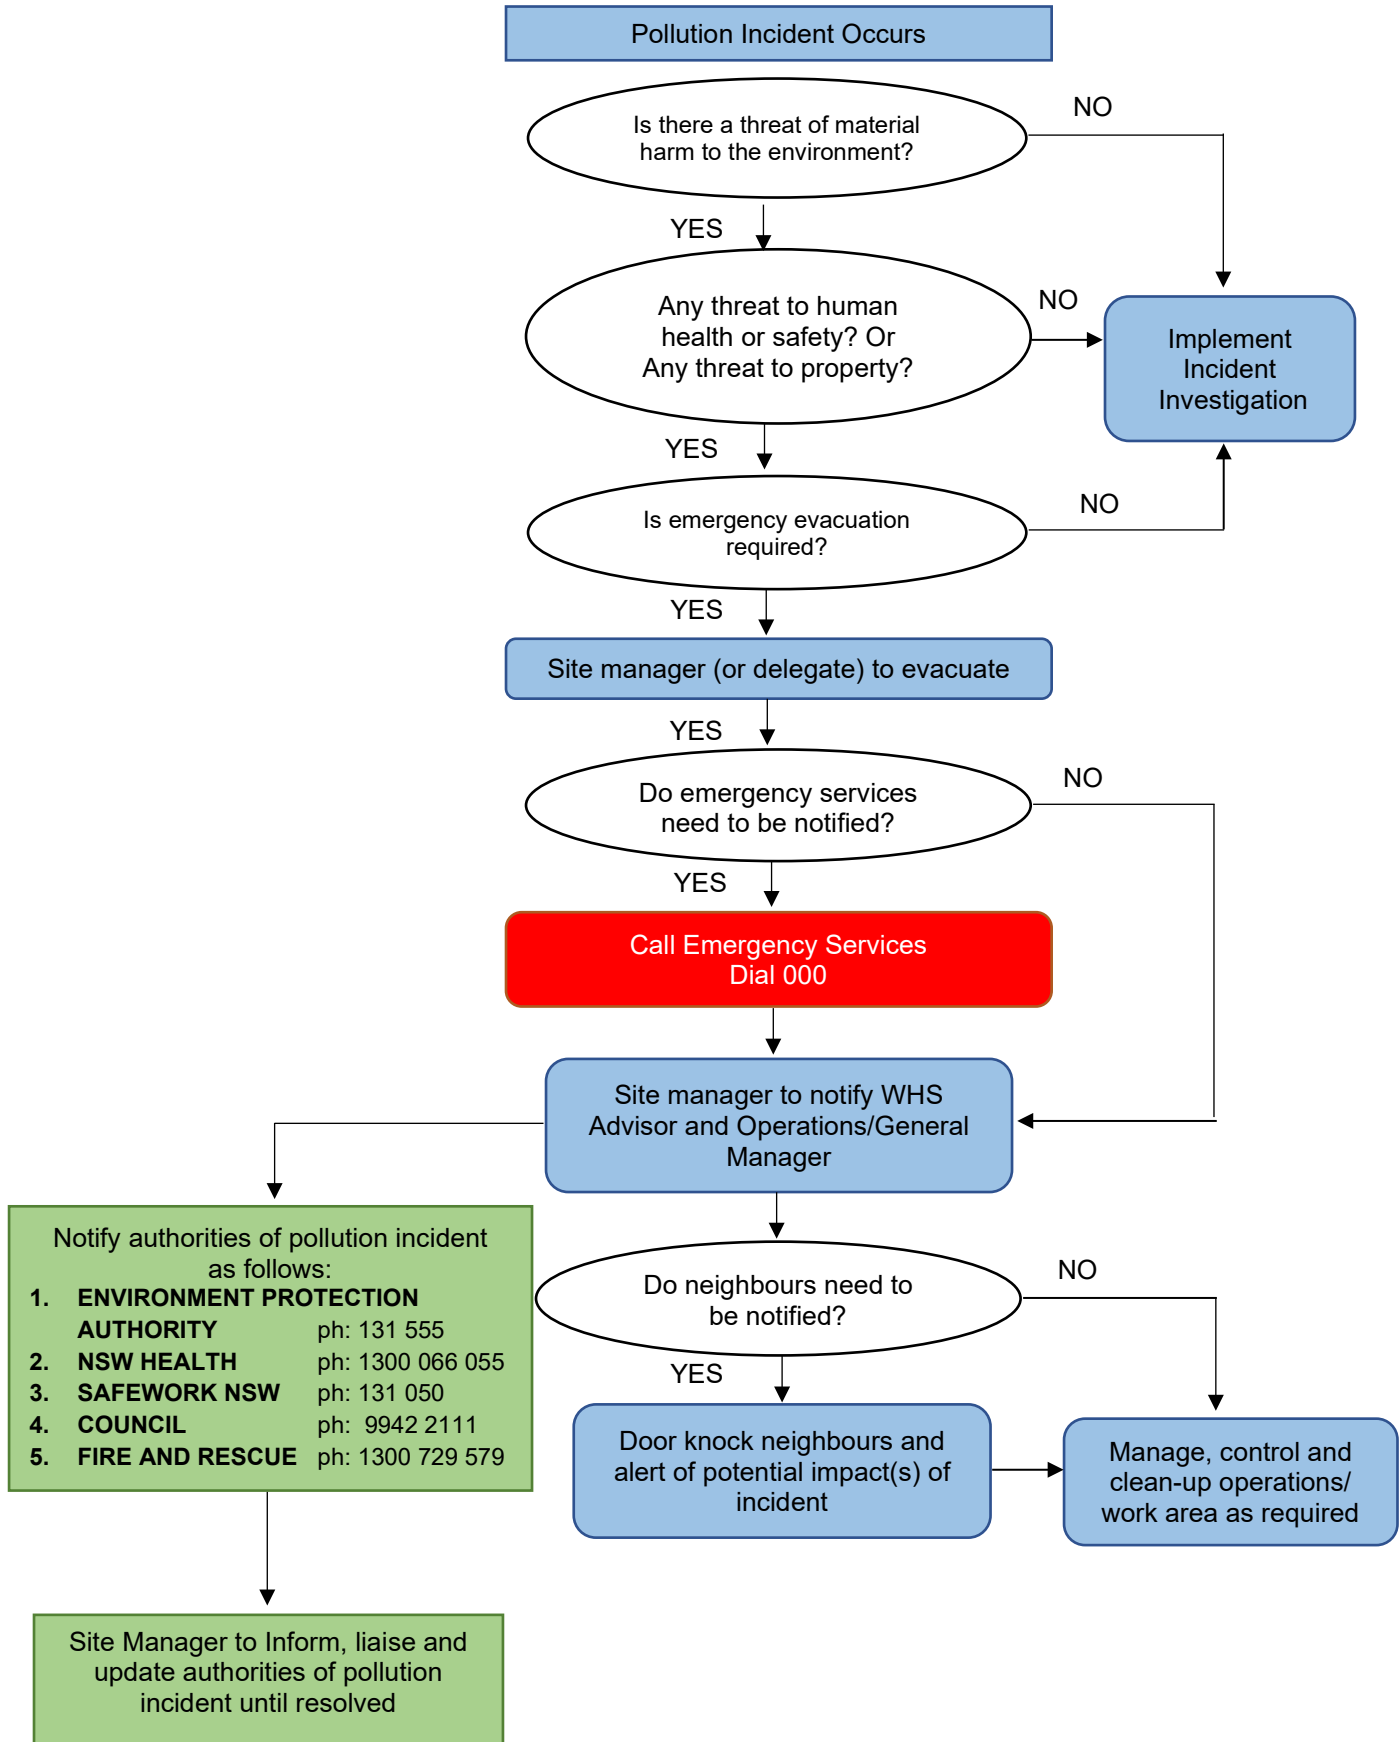 Pollution Incident Occurs
Is there a threat of material
harm to the environment?
NO
YES
Any threat to human
health or safety? Or
Any threat to property?
NO
Implement
Incident
Investigation
YES
Is emergency evacuation
required?
NO
YES
Site manager (or delegate) to evacuate
YES
Do emergency services
need to be notified?
NO
YES
Call Emergency Services
Dial 000
Site manager to notify WHS
Advisor and Operations/General
Manager
Notify authorities of pollution incident
as follows:
1. ENVIRONMENT PROTECTION
AUTHORITY ph: 131 555
2. NSW HEALTH ph: 1300 066 055
3. SAFEWORK NSW ph: 131 050
4. COUNCIL ph: 9942 2111
5. FIRE AND RESCUE ph: 1300 729 579
Do neighbours need to
be notified?
NO
YES
Door knock neighbours and
alert of potential impact(s) of
incident
Manage, control and
clean-up operations/
work area as required
Site Manager to Inform, liaise and
update authorities of pollution
incident until resolved